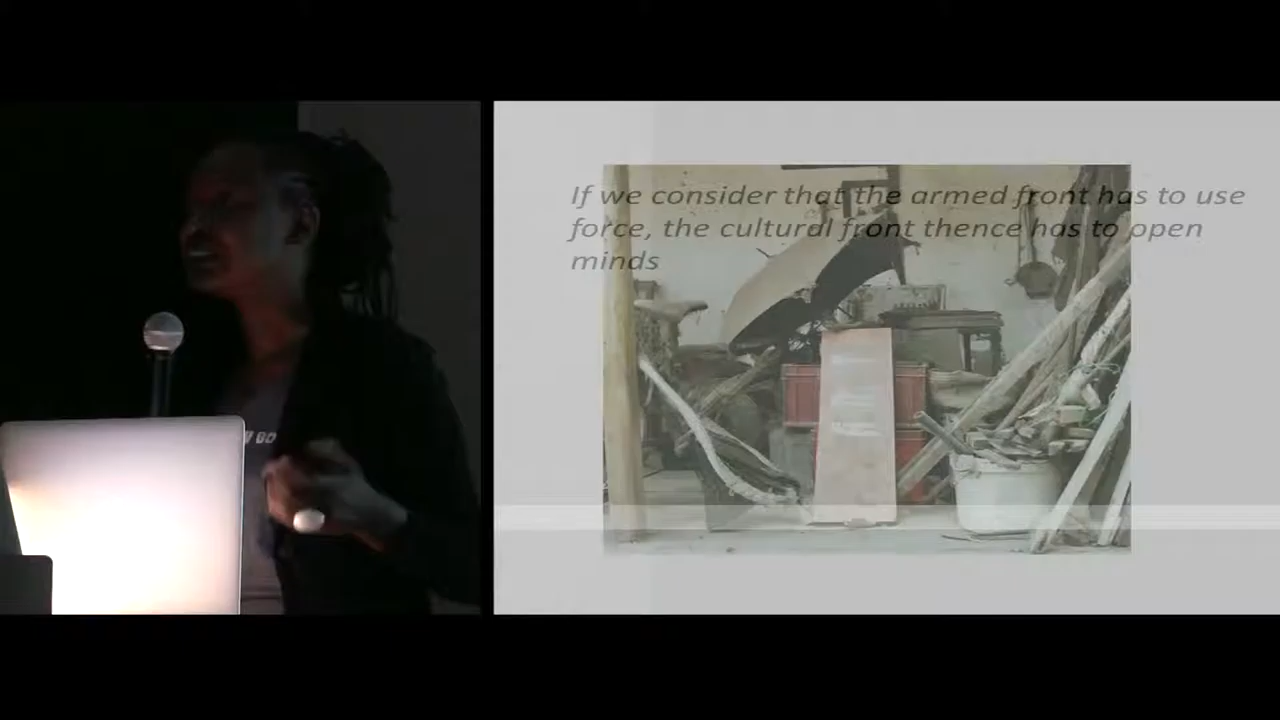 If we consider that the armed front has to use
force, the cultural front thence has to open
minds